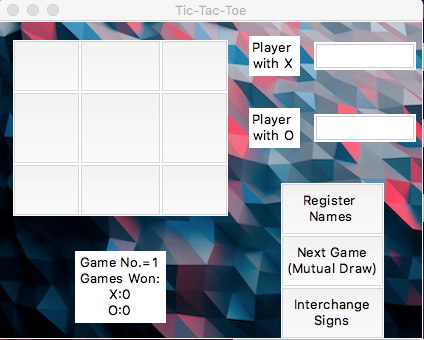 Tic-Tac-Toe
Player
with X
Player
with O
Register
Names
Next Game
(Mutual Draw)
Interchange
Signs
Game No.=1
Games Won:
X:0
O:0